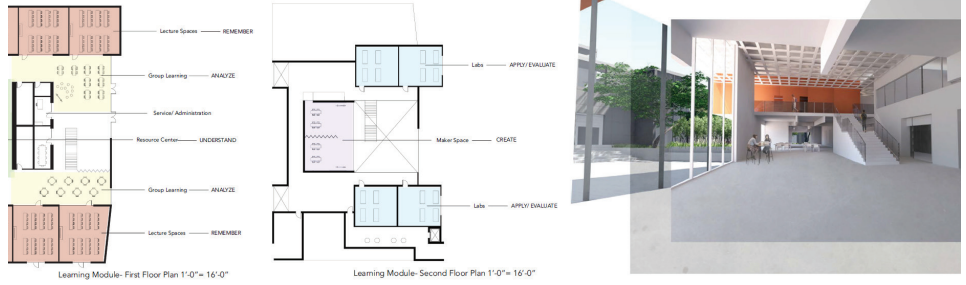 Lecture Spaces REMEMBER
Group Learning ANALYZE
Service/ Administration
Resource Center UNDERSTAND
Group Learning ANALYZE
Lecture Spaces REMEMBER
Learning Module- First Floor Plan 1'-0"= 16'-0"
Labs APPLY/ EVALUATE
Maker Space CREATE
Labs APPLY/ EVALUATE
Learning Module- Second Floor Plan 1'-0"= 16'-0"